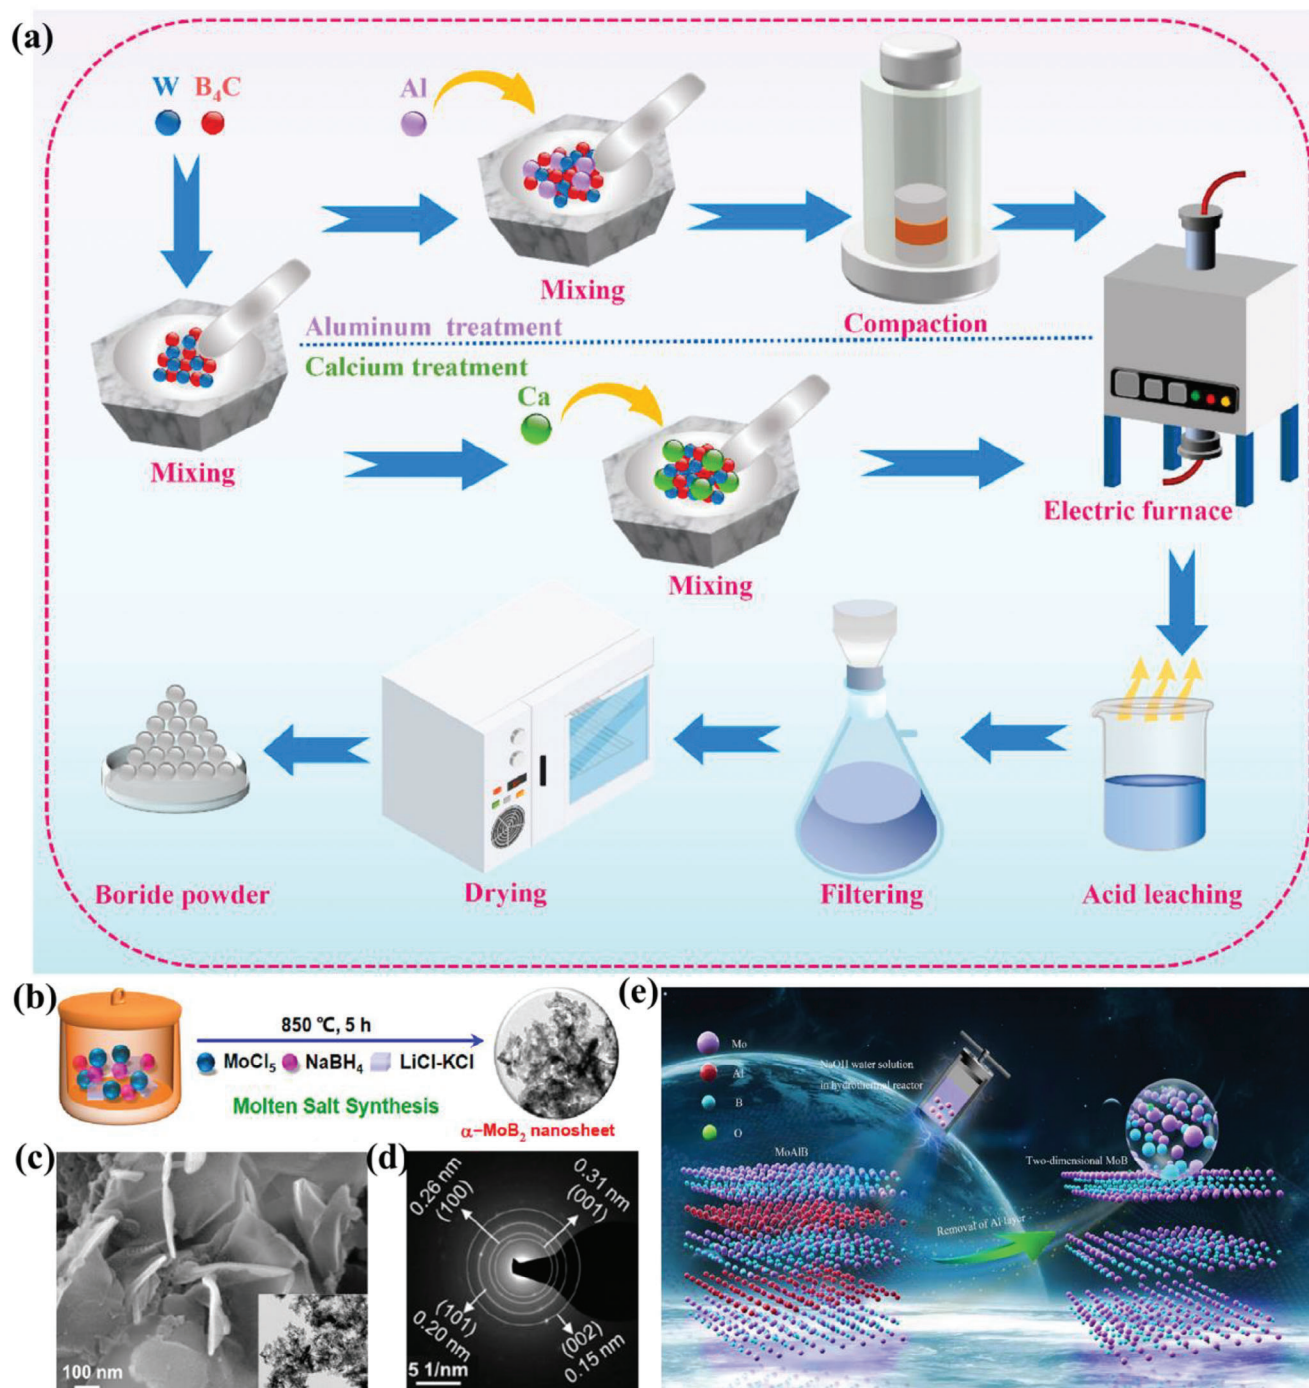 (a)
W B₄C Al
Mixing
Compaction
Aluminum treatment
Calcium treatment
Ca
Mixing
Mixing
Electric furnace
Boride powder
Drying
Filtering
Acid leaching
(b)
850 °C, 5 h
MoCl₅ NaBH₄ LiCl-KCl
Molten Salt Synthesis
α-MoB₂ nanosheet
(c)
100 nm
(d)
0.26 nm
(100)
0.31 nm
(001)
(101)
0.20 nm
(002)
0.15 nm
5 1/nm
(e)
Mo
Al
B
O
NaOH water solution
in hydrothermal reactor
MoAlB
Two-dimensional MoB
Removal of Al layer